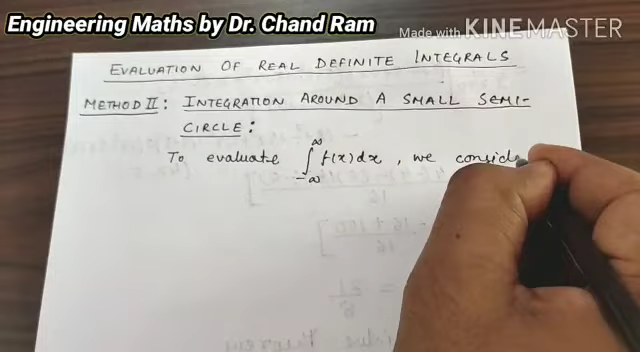 Engineering Maths by Dr. Chand Ram
Made with KINEMASTER
EVALUATION OF REAL DEFINITE INTEGRALS
METHOD II: INTEGRATION AROUND A SMALL SEMI-
CIRCLE:
To evaluate ∫_{-∞}^{∞} f(x)dx, we conside